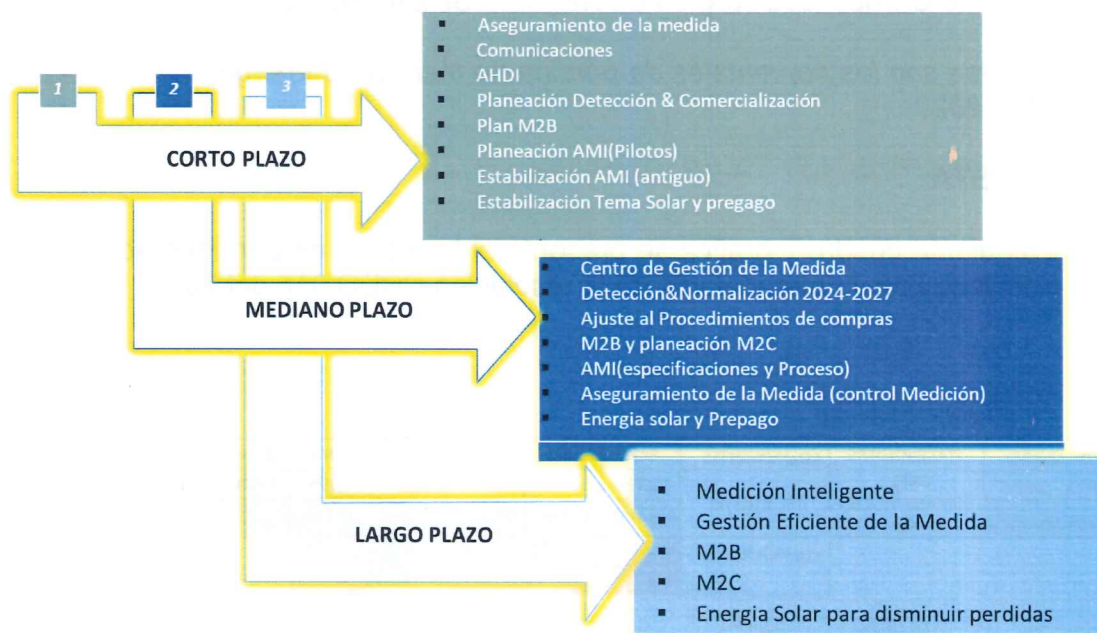 1
2
3
CORTO PLAZO
Aseguramiento de la medida
Comunicaciones
AHDI
Planeación Detección & Comercialización
Plan M2B
Planeación AMI(Pilotos)
Estabilización AMI (antiguo)
Estabilización Tema Solar y pregago
MEDIANO PLAZO
Centro de Gestión de la Medida
Detección&Normalización 2024-2027
Ajuste al Procedimientos de compras
M2B y planeación M2C
AMI(especificaciones y Proceso)
Aseguramiento de la Medida (control Medición)
Energia solar y Prepago
LARGO PLAZO
Medición Inteligente
Gestión Eficiente de la Medida
M2B
M2C
Energia Solar para disminuir perdidas